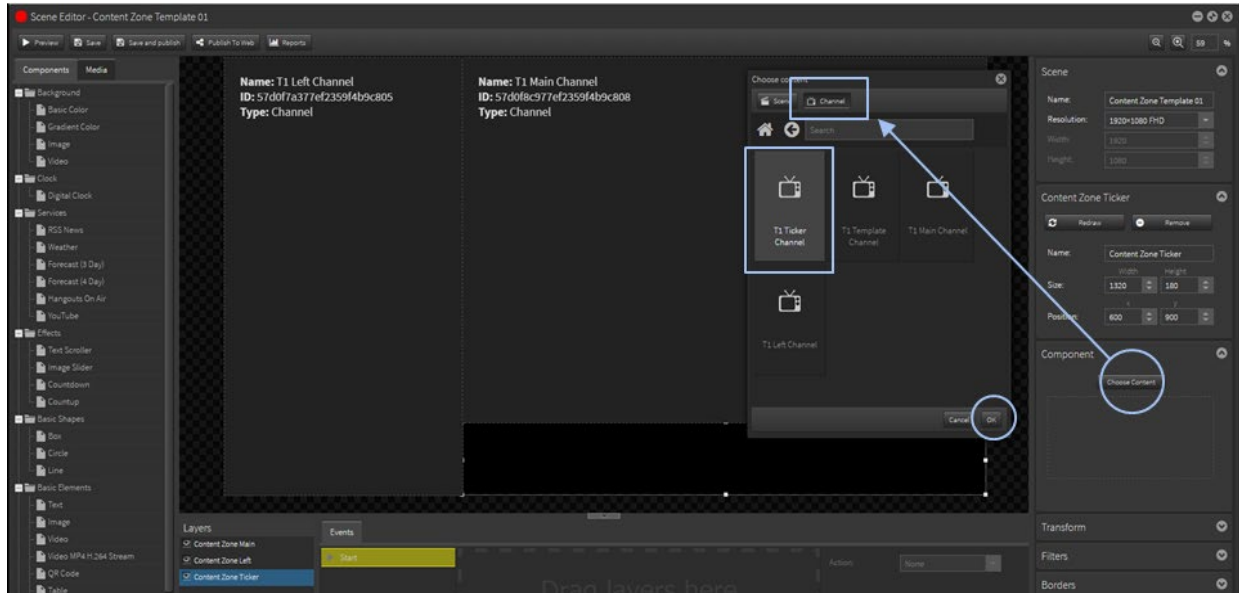 Scene Editor - Content Zone Template 01
Preview Save Save and publish Publish To Web Reports 59 %
Components Media
Background
Basic Color
Gradient Color
Image
Video
Clock
Digital Clock
Services
RSS News
Weather
Forecast (3 Day)
Forecast (4 Day)
Hangouts On Air
YouTube
Effects
Text Scroller
Image Slider
Countdown
Countup
Basic Shapes
Box
Circle
Line
Basic Elements
Text
Image
Video
Video MP4 H.264 Stream
QR Code
Table
Name: T1 Left Channel
ID: 57d0f7a377ef2359f4b9c805
Type: Channel
Name: T1 Main Channel
ID: 57d0f8c977ef2359f4b9c808
Type: Channel
Choose content
Scene Channel
Search
T1 Ticker Channel
T1 Template Channel
T1 Main Channel
T1 Left Channel
Cancel OK
Layers
Content Zone Main
Content Zone Left
Content Zone Ticker
Events
Start
Drag layers here
Action: None
Scene
Name: Content Zone Template 01
Resolution: 1920×1080 FHD
Width: 1920
Height: 1080
Content Zone Ticker
Redraw Remove
Name: Content Zone Ticker
Width Height
Size: 1320 180
x y
Position: 600 900
Component
Choose Content
Transform
Filters
Borders